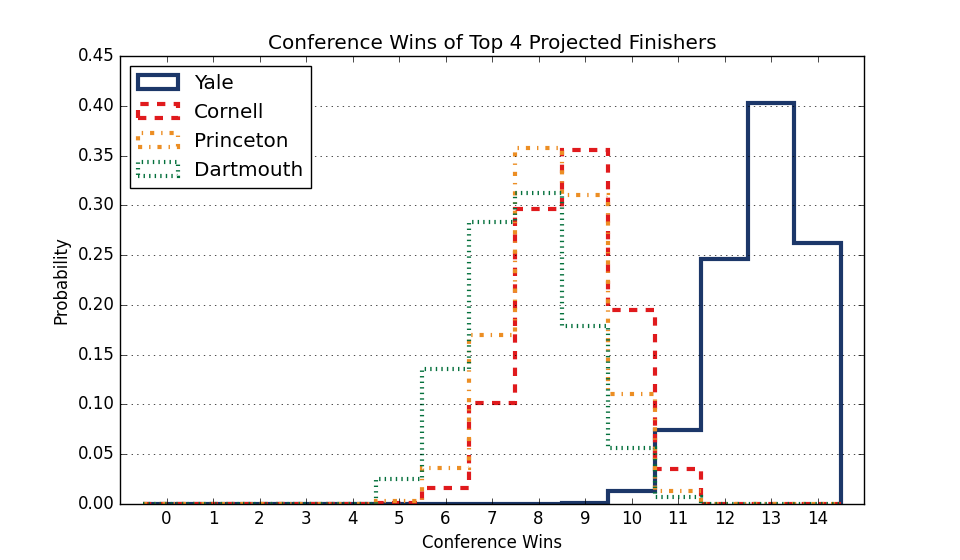 Conference Wins of Top 4 Projected Finishers
0.45
0.40
0.35
0.30
0.25
0.20
0.15
0.10
0.05
0.00
Probability
Yale
Cornell
Princeton
Dartmouth
0 1 2 3 4 5 6 7 8 9 10 11 12 13 14
Conference Wins